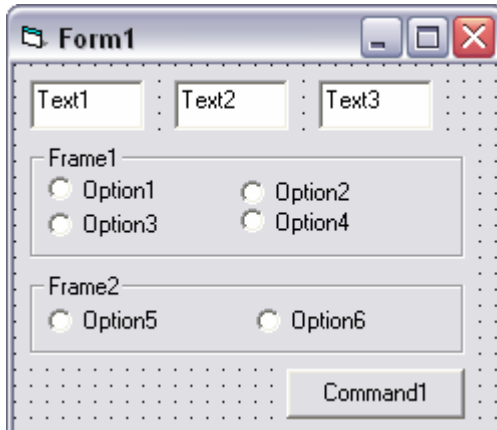 Form1
Text1 Text2 Text3
Frame1
Option1 Option2
Option3 Option4
Frame2
Option5 Option6
Command1